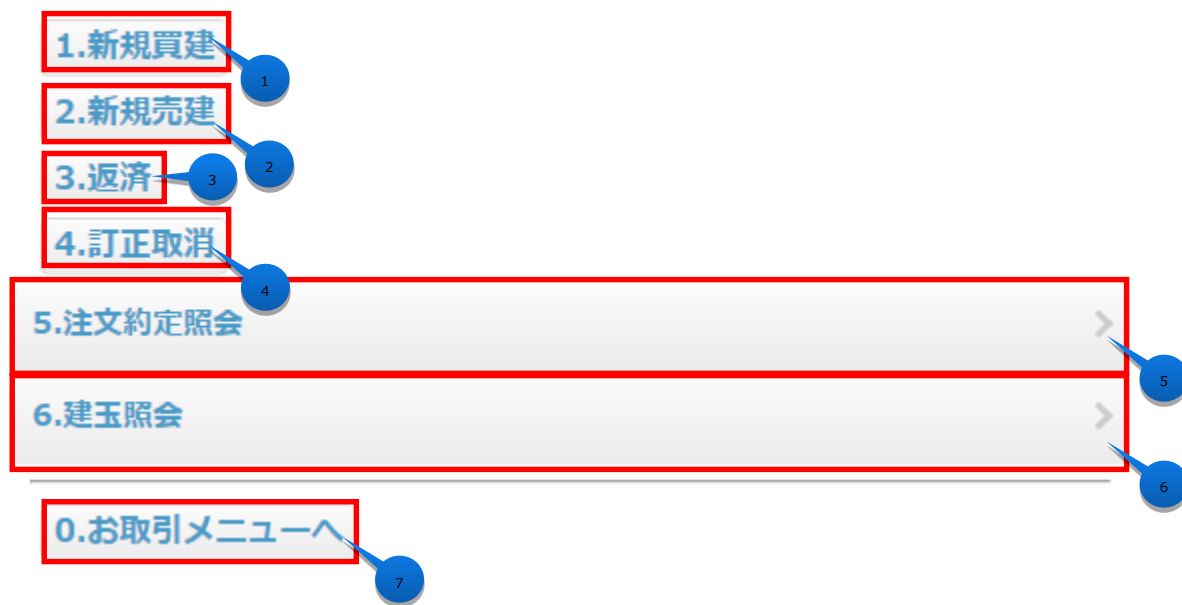 1.新規買建
1
2.新規売建
2
3.返済
3
4.訂正取消
4
5.注文約定照会
5
6.建玉照会
6
0.お取引メニューへ
7